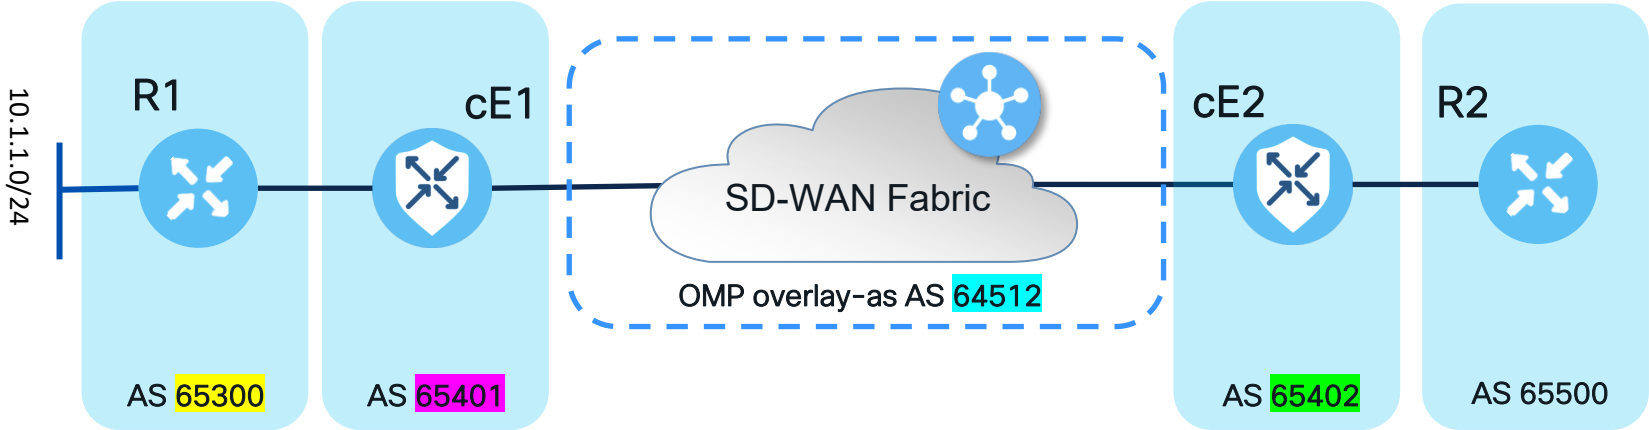 10.1.1.0/24
R1
cE1
cE2
R2
SD-WAN Fabric
OMP overlay-as AS 64512
AS 65300
AS 65401
AS 65402
AS 65500